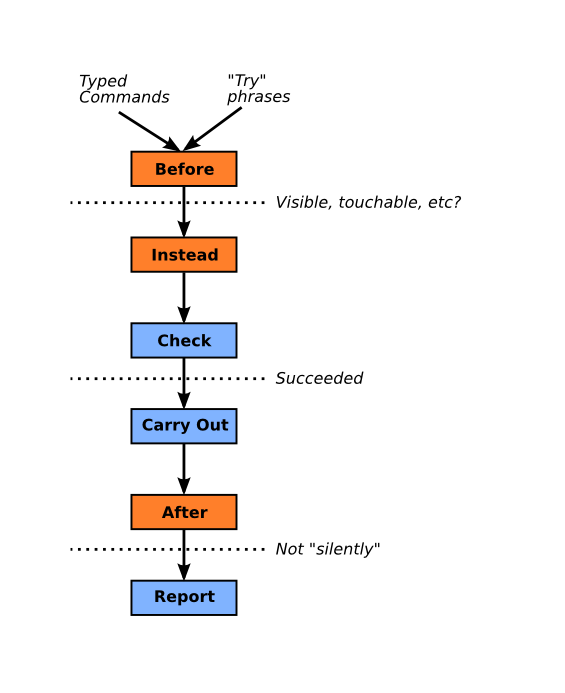 Typed
Commands
"Try"
phrases
Before
Visible, touchable, etc?
Instead
Check
Succeeded
Carry Out
After
Not "silently"
Report